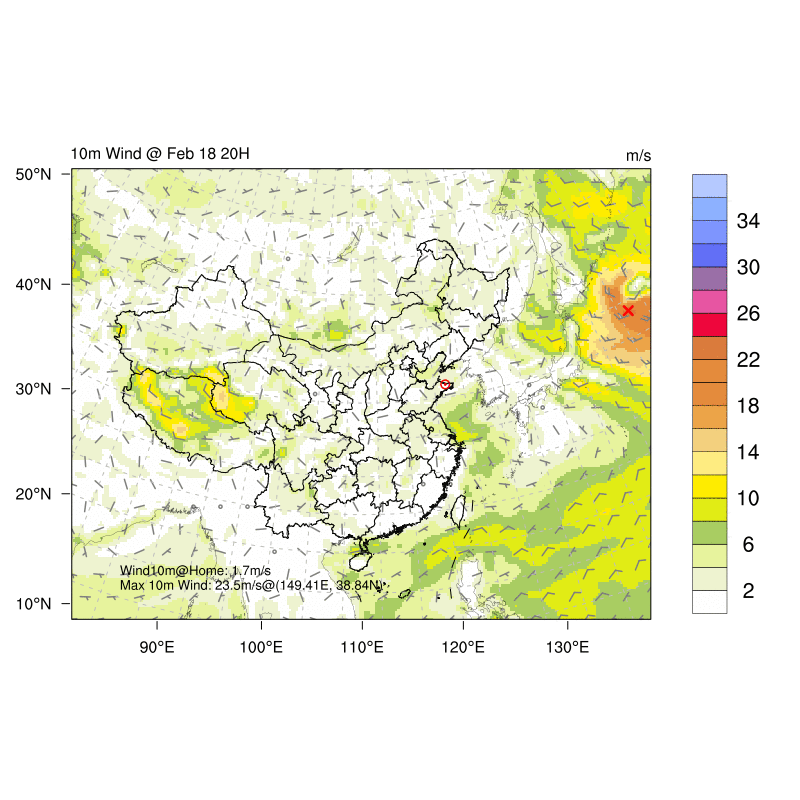 10m Wind @ Feb 18 20H
m/s
50°N
40°N
30°N
20°N
10°N
Wind10m@Home: 1.7m/s
Max 10m Wind: 23.5m/s@(149.41E, 38.84N)
90°E
100°E
110°E
120°E
130°E
34
30
26
22
18
14
10
6
2